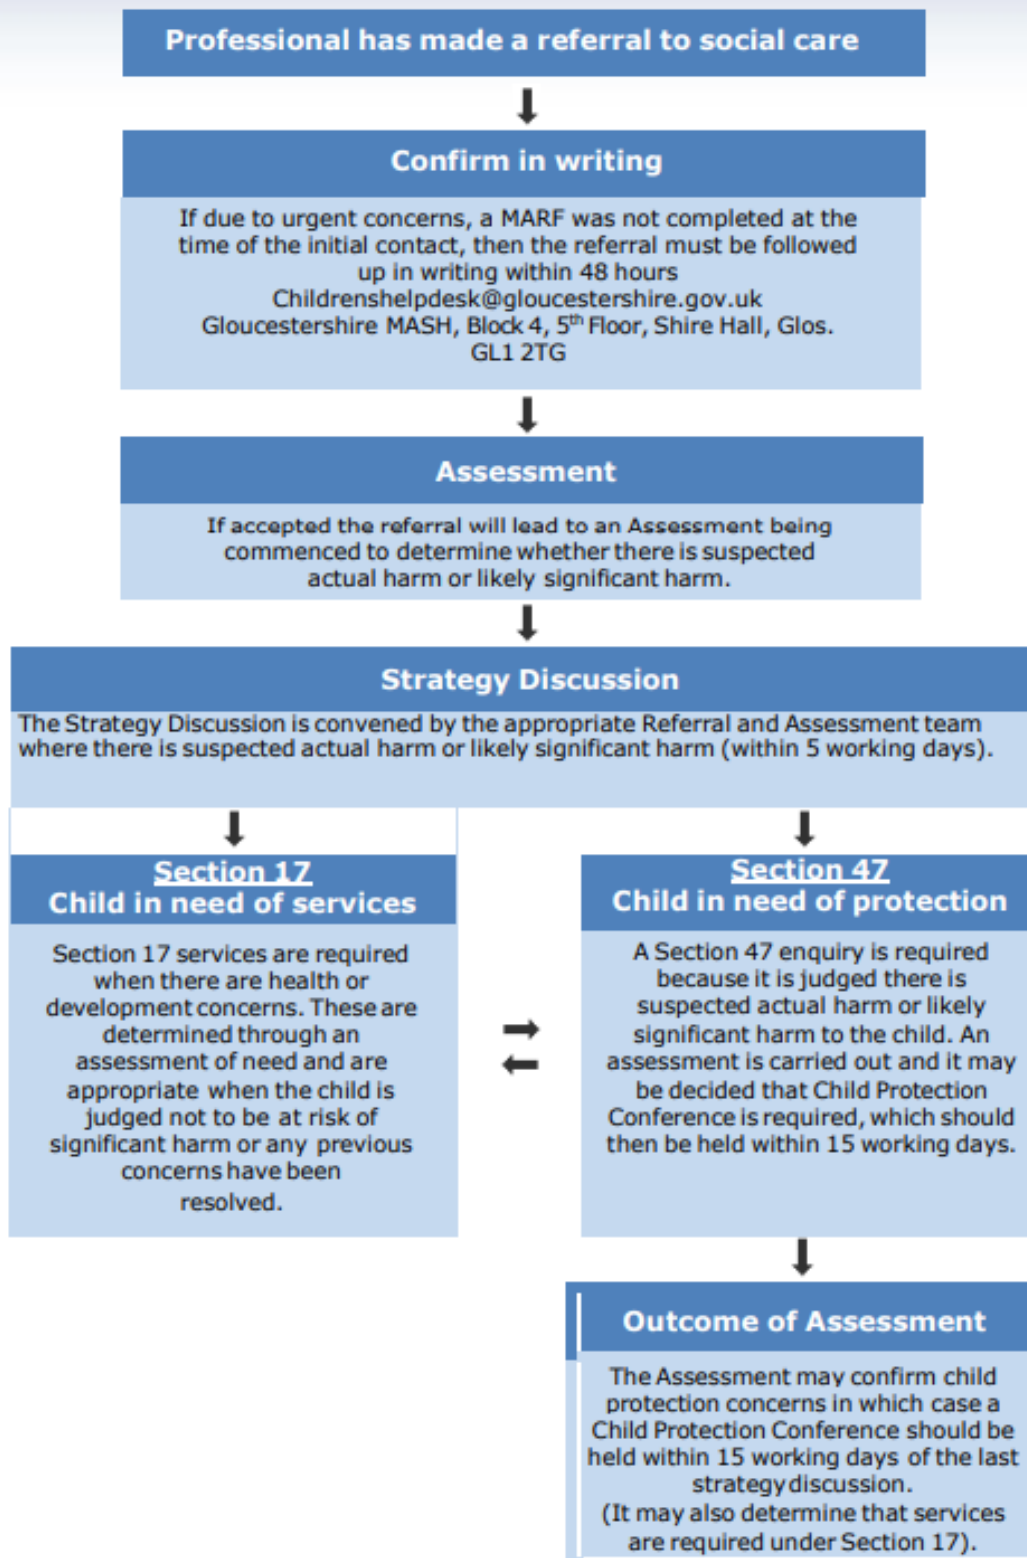 Professional has made a referral to social care
Confirm in writing
If due to urgent concerns, a MARF was not completed at the
time of the initial contact, then the referral must be followed
up in writing within 48 hours
Childrenshelpdesk@gloucestershire.gov.uk
Gloucestershire MASH, Block 4, 5th Floor, Shire Hall, Glos.
GL1 2TG
Assessment
If accepted the referral will lead to an Assessment being
commenced to determine whether there is suspected
actual harm or likely significant harm.
Strategy Discussion
The Strategy Discussion is convened by the appropriate Referral and Assessment team
where there is suspected actual harm or likely significant harm (within 5 working days).
Section 17
Child in need of services
Section 17 services are required
when there are health or
development concerns. These are
determined through an
assessment of need and are
appropriate when the child is
judged not to be at risk of
significant harm or any previous
concerns have been
resolved.
Section 47
Child in need of protection
A Section 47 enquiry is required
because it is judged there is
suspected actual harm or likely
significant harm to the child. An
assessment is carried out and it may
be decided that Child Protection
Conference is required, which should
then be held within 15 working days.
Outcome of Assessment
The Assessment may confirm child
protection concerns in which case a
Child Protection Conference should be
held within 15 working days of the last
strategy discussion.
(It may also determine that services
are required under Section 17).